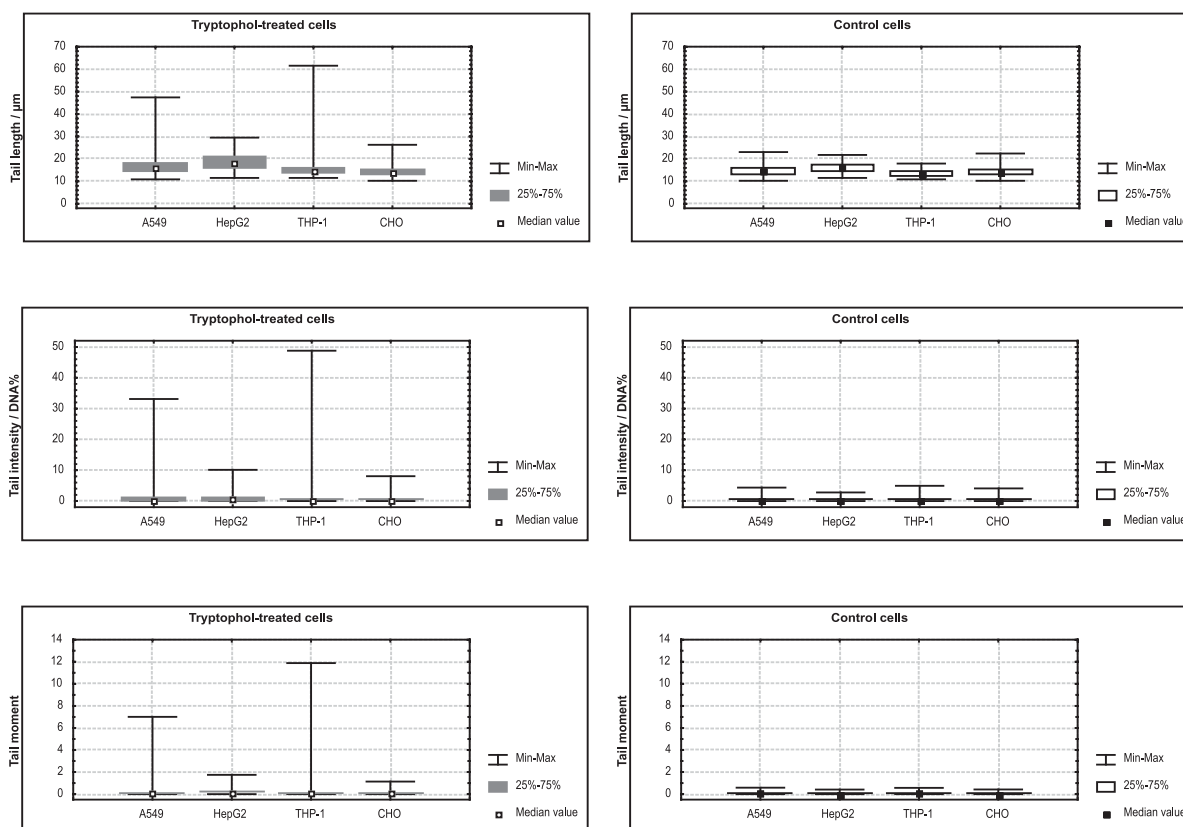 Tryptophol-treated cells
Tail length / µm
70
60
50
40
30
20
10
0
A549 HepG2 THP-1 CHO
Min-Max
25%-75%
Median value
Control cells
Tail length / µm
70
60
50
40
30
20
10
0
A549 HepG2 THP-1 CHO
Min-Max
25%-75%
Median value
Tryptophol-treated cells
Tail intensity / DNA%
50
40
30
20
10
0
A549 HepG2 THP-1 CHO
Min-Max
25%-75%
Median value
Control cells
Tail intensity / DNA%
50
40
30
20
10
0
A549 HepG2 THP-1 CHO
Min-Max
25%-75%
Median value
Tryptophol-treated cells
Tail moment
14
12
10
8
6
4
2
0
A549 HepG2 THP-1 CHO
Min-Max
25%-75%
Median value
Control cells
Tail moment
14
12
10
8
6
4
2
0
A549 HepG2 THP-1 CHO
Min-Max
25%-75%
Median value